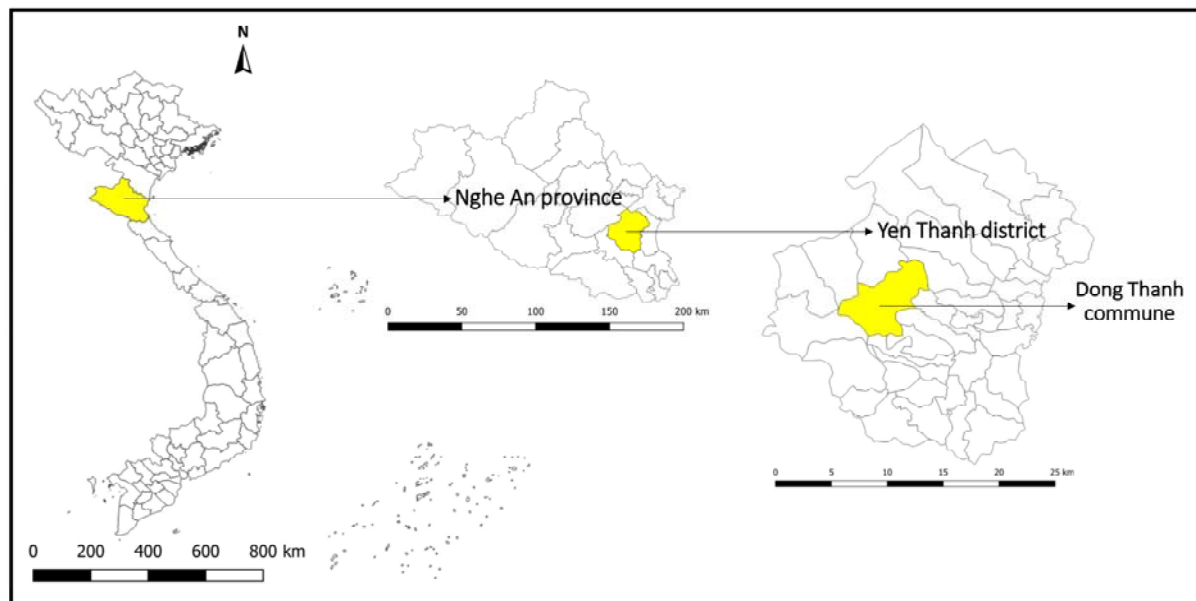 N
Nghe An province
Yen Thanh district
Dong Thanh
commune
0 50 100 150 200 km
0 5 10 15 20 25 km
0 200 400 600 800 km